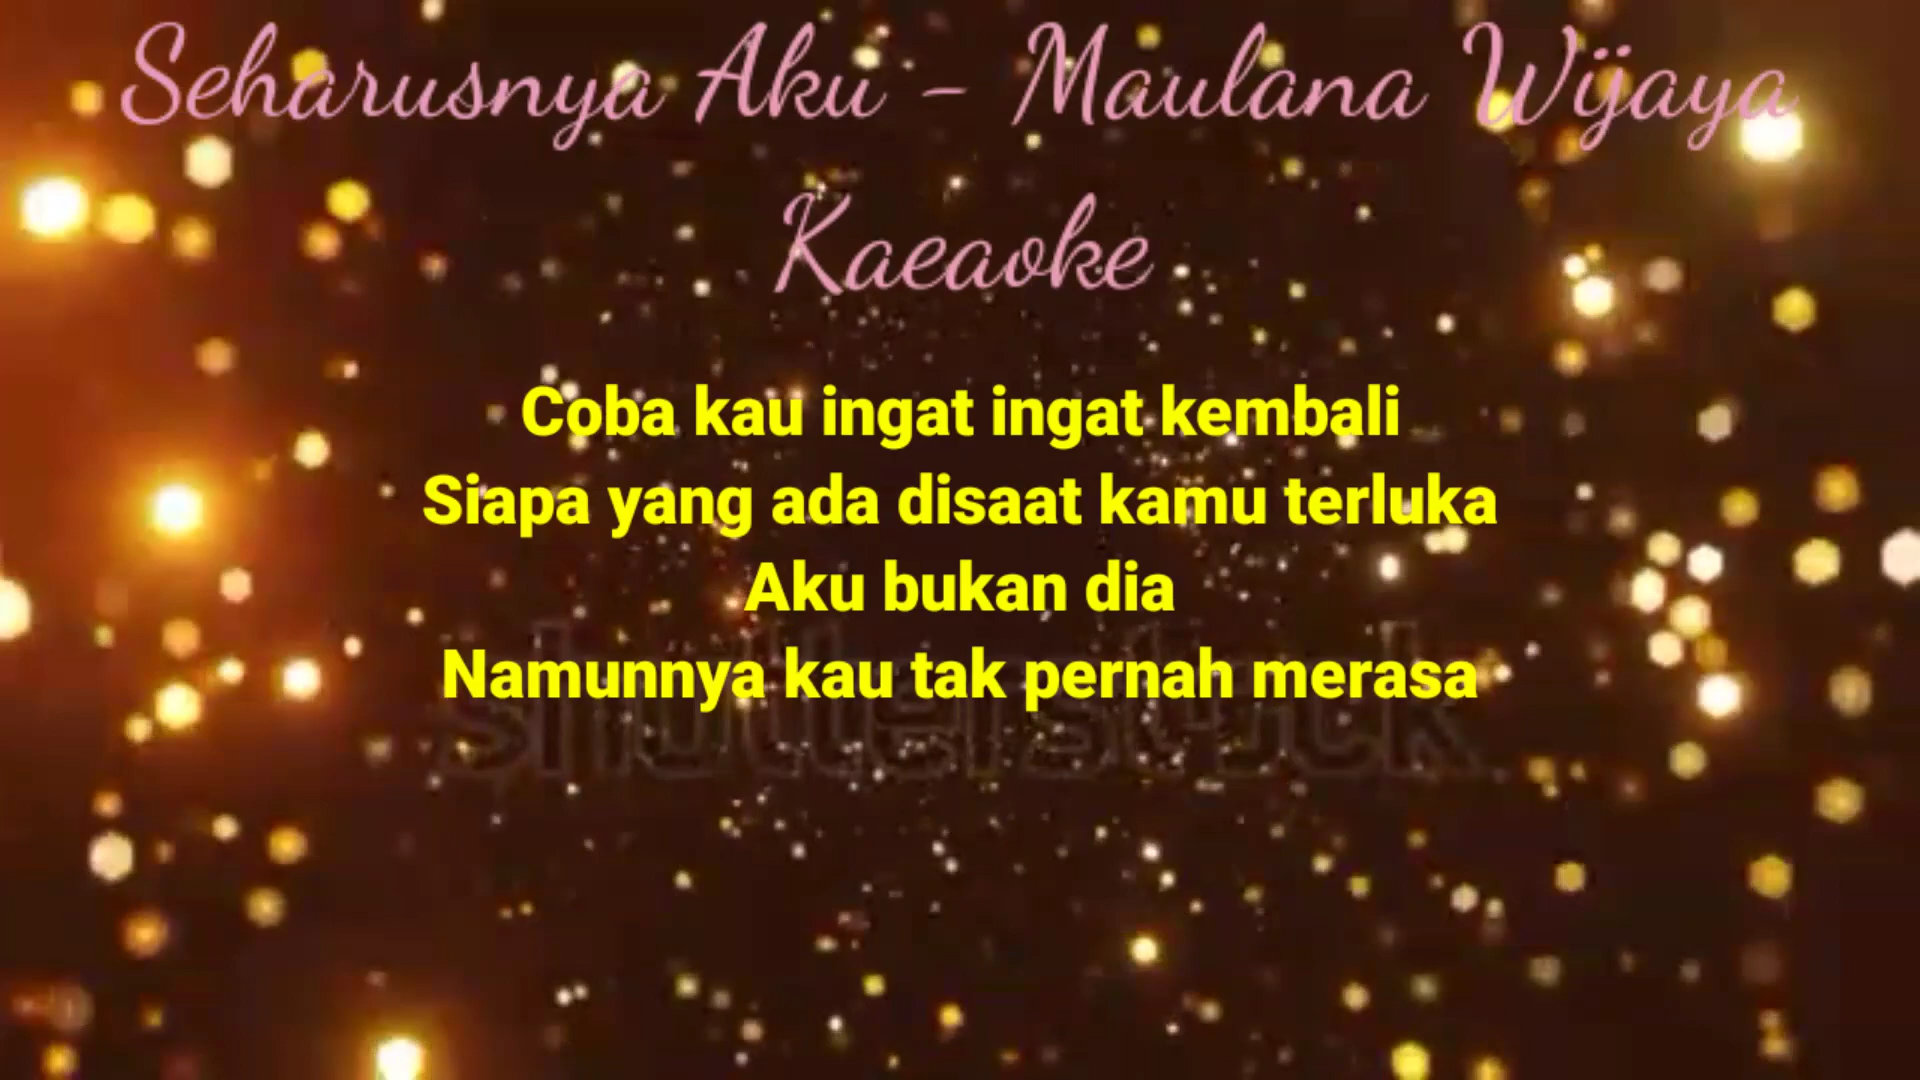 Seharusnya Aku - Maulana Wijaya
Kaeaoke
Coba kau ingat ingat kembali
Siapa yang ada disaat kamu terluka
Aku bukan dia
Namunnya kau tak pernah merasa
shutterstock